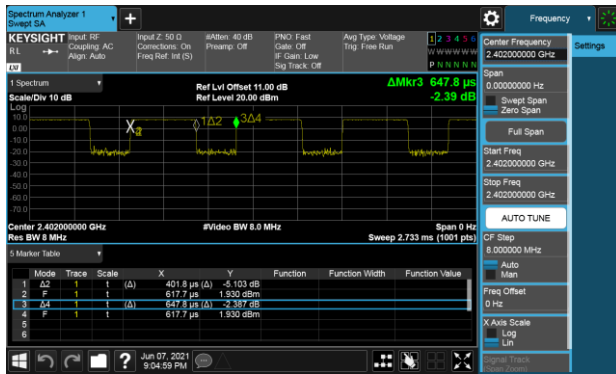 Spectrum Analyzer 1
Swept SA
+
Frequency
KEYSIGHT Input: RF
RL Coupling: AC
Align: Auto
LXI
Input Z: 50 Ω
Corrections: On
Freq Ref: Int (S)
#Atten: 40 dB
Preamp: Off
PNO: Fast
Gate: Off
IF Gain: Low
Sig Track: Off
Avg Type: Voltage
Trig: Free Run
1 2 3 4 5 6
W W W W W W
P N N N N N
1 Spectrum
Scale/Div 10 dB
Ref Lvl Offset 11.00 dB
Ref Level 20.00 dBm
ΔMkr3 647.8 µs
-2.39 dB
Log
10.0
0.00
-10.0
-20.0
-30.0
-40.0
-50.0
-60.0
-70.0
1Δ2
3Δ4
Center 2.402000000 GHz
Res BW 8 MHz
#Video BW 8.0 MHz
Span 0 Hz
Sweep 2.733 ms (1001 pts)
5 Marker Table
Mode Trace Scale X Y Function Function Width Function Value
1 Δ2 1 t (Δ) 401.8 µs (Δ) -5.103 dB
2 F 1 t 617.7 µs 1.930 dBm
3 Δ4 1 t (Δ) 647.8 µs (Δ) -2.387 dB
4 F 1 t 617.7 µs 1.930 dBm
5
6
Jun 07, 2021
9:04:59 PM
?
Center Frequency
2.402000000 GHz
Settings
Span
0.00000000 Hz
Swept Span
Zero Span
Full Span
Start Freq
2.402000000 GHz
Stop Freq
2.402000000 GHz
AUTO TUNE
CF Step
8.000000 MHz
Auto
Man
Freq Offset
0 Hz
X Axis Scale
Log
Lin
Signal Track
(Span Zoom)